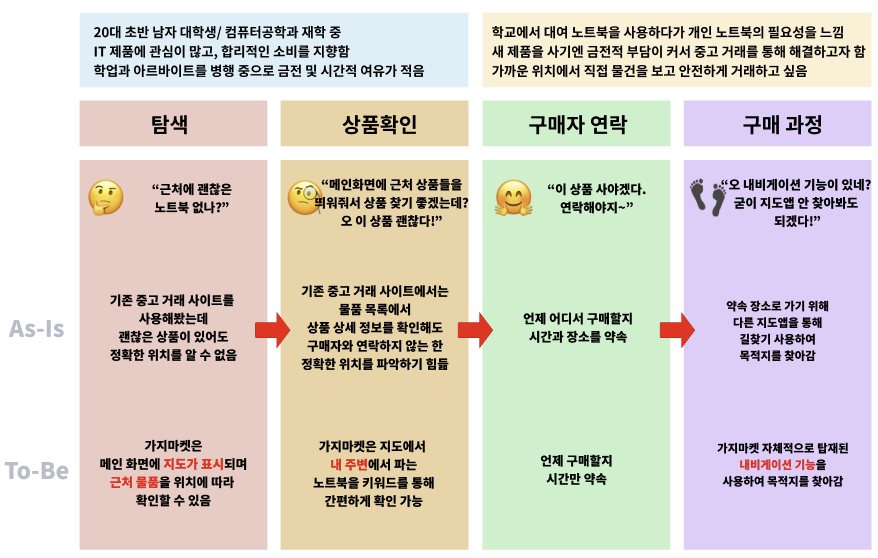 20대 초반 남자 대학생/ 컴퓨터공학과 재학 중
IT 제품에 관심이 많고, 합리적인 소비를 지향함
학업과 아르바이트를 병행 중으로 금전 및 시간적 여유가 적음
학교에서 대여 노트북을 사용하다가 개인 노트북의 필요성을 느낌
새 제품을 사기엔 금전적 부담이 커서 중고 거래를 통해 해결하고자 함
가까운 위치에서 직접 물건을 보고 안전하게 거래하고 싶음
탐색
상품확인
구매자 연락
구매 과정
“근처에 괜찮은
노트북 없나?”
“메인화면에 근처 상품들을
띄워줘서 상품 찾기 좋겠는데?
오 이 상품 괜찮다!”
“이 상품 사야겠다.
연락해야지~”
“오 내비게이션 기능이 있네?
굳이 지도앱 안 찾아봐도
되겠다!”
As-Is
기존 중고 거래 사이트를
사용해봤는데
괜찮은 상품이 있어도
정확한 위치를 알 수 없음
기존 중고 거래 사이트에서는
물품 목록에서
상품 상세 정보를 확인해도
구매자와 연락하지 않는 한
정확한 위치를 파악하기 힘듦
언제 어디서 구매할지
시간과 장소를 약속
약속 장소로 가기 위해
다른 지도앱을 통해
길찾기 사용하여
목적지를 찾아감
To-Be
가지마켓은
메인 화면에 지도가 표시되며
근처 물품을 위치에 따라
확인할 수 있음
가지마켓은 지도에서
내 주변에서 파는
노트북을 키워드를 통해
간편하게 확인 가능
언제 구매할지
시간만 약속
가지마켓 자체적으로 탑재된
내비게이션 기능을
사용하여 목적지를 찾아감